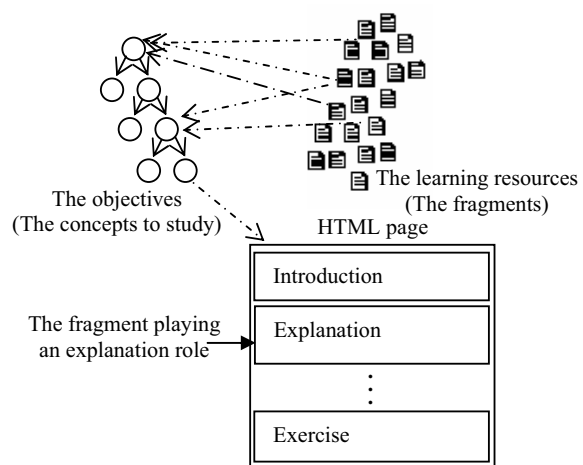 The objectives
(The concepts to study)
The learning resources
(The fragments)
HTML page
Introduction
The fragment playing
an explanation role
Explanation
Exercise